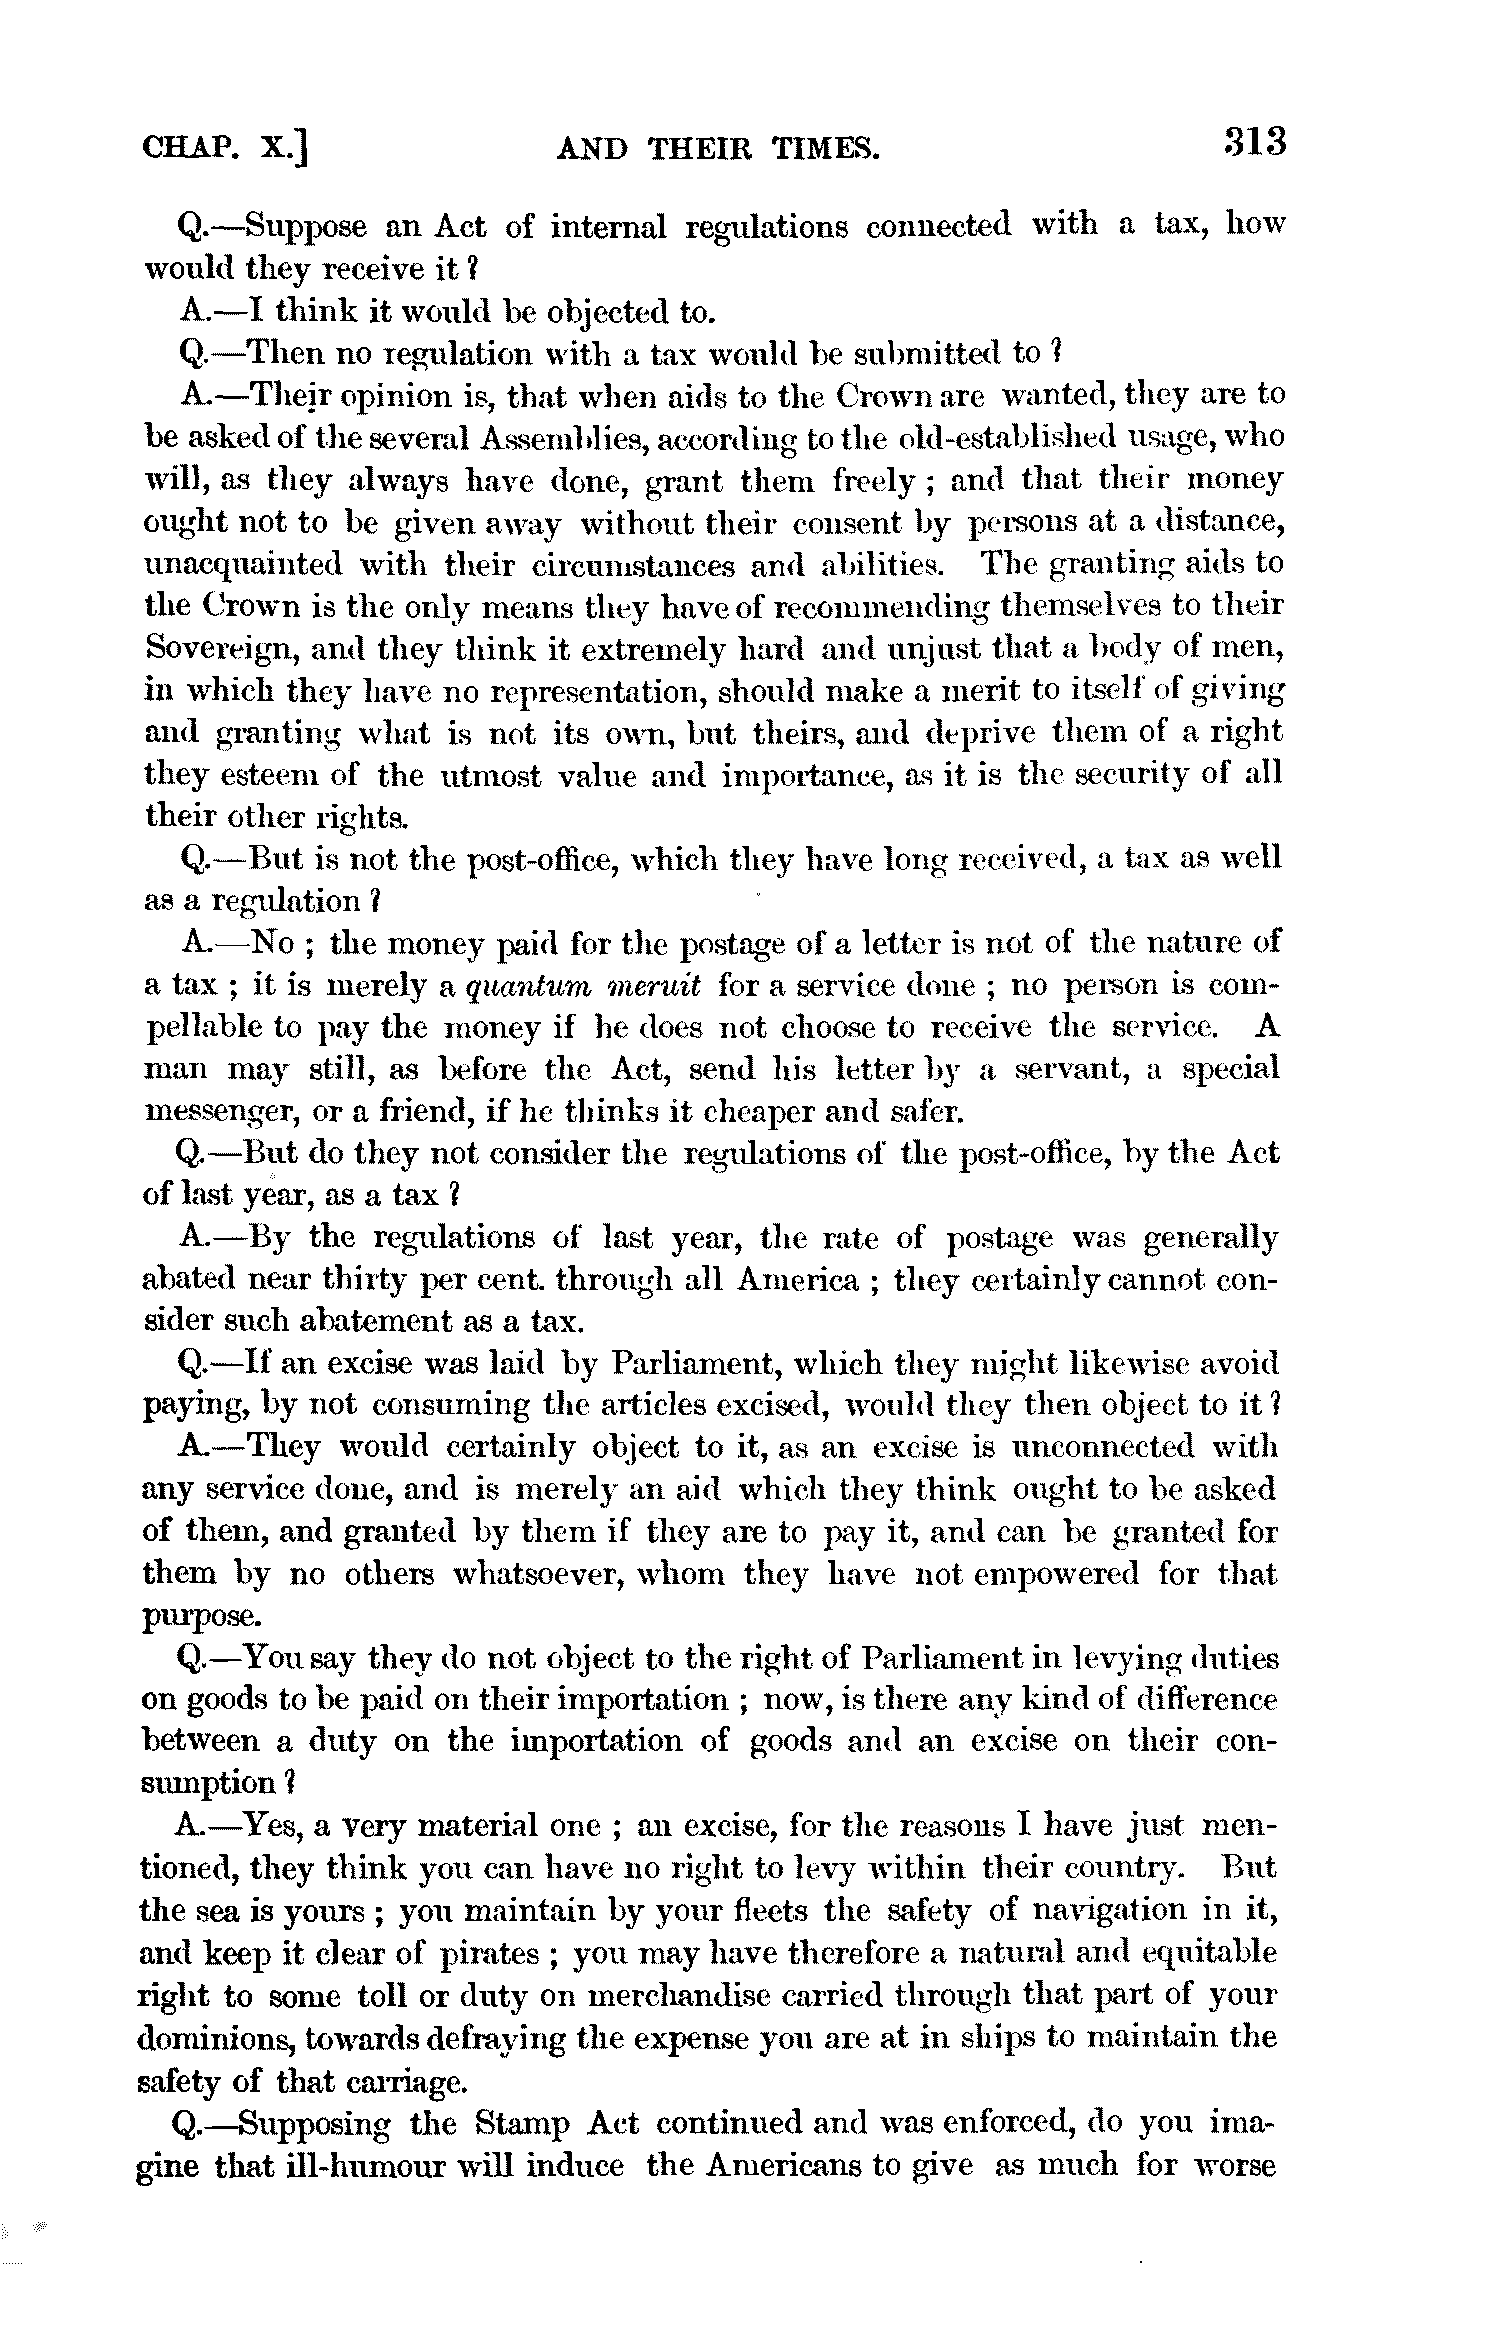 CHAP. X.] AND THEIR TIMES. 313
Q.—Suppose an Act of internal regulations connected with a tax, how
would they receive it?
A.—I think it would be objected to.
Q.—Then no regulation with a tax would be submitted to?
A.—Their opinion is, that when aids to the Crown are wanted, they are to
be asked of the several Assemblies, according to the old-established usage, who
will, as they always have done, grant them freely; and that their money
ought not to be given away without their consent by persons at a distance,
unacquainted with their circumstances and abilities. The granting aids to
the Crown is the only means they have of recommending themselves to their
Sovereign, and they think it extremely hard and unjust that a body of men,
in which they have no representation, should make a merit to itself of giving
and granting what is not its own, but theirs, and deprive them of a right
they esteem of the utmost value and importance, as it is the security of all
their other rights.
Q.—But is not the post-office, which they have long received, a tax as well
as a regulation?
A.—No; the money paid for the postage of a letter is not of the nature of
a tax; it is merely a quantum meruit for a service done; no person is com-
pellable to pay the money if he does not choose to receive the service. A
man may still, as before the Act, send his letter by a servant, a special
messenger, or a friend, if he thinks it cheaper and safer.
Q.—But do they not consider the regulations of the post-office, by the Act
of last year, as a tax?
A.—By the regulations of last year, the rate of postage was generally
abated near thirty per cent. through all America; they certainly cannot con-
sider such abatement as a tax.
Q.—If an excise was laid by Parliament, which they might likewise avoid
paying, by not consuming the articles excised, would they then object to it?
A.—They would certainly object to it, as an excise is unconnected with
any service done, and is merely an aid which they think ought to be asked
of them, and granted by them if they are to pay it, and can be granted for
them by no others whatsoever, whom they have not empowered for that
purpose.
Q.—You say they do not object to the right of Parliament in levying duties
on goods to be paid on their importation; now, is there any kind of difference
between a duty on the importation of goods and an excise on their con-
sumption?
A.—Yes, a very material one; an excise, for the reasons I have just men-
tioned, they think you can have no right to levy within their country. But
the sea is yours; you maintain by your fleets the safety of navigation in it,
and keep it clear of pirates; you may have therefore a natural and equitable
right to some toll or duty on merchandise carried through that part of your
dominions, towards defraying the expense you are at in ships to maintain the
safety of that carriage.
Q.—Supposing the Stamp Act continued and was enforced, do you ima-
gine that ill-humour will induce the Americans to give as much for worse